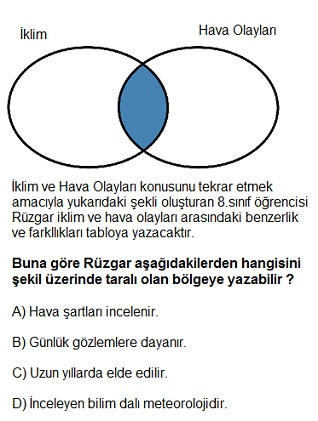 İklim
Hava Olayları
İklim ve Hava Olayları konusunu tekrar etmek
amacıyla yukarıdaki şekli oluşturan 8.sınıf öğrencisi
Rüzgar iklim ve hava olayları arasındaki benzerlik
ve farkllıkları tabloya yazacaktır.
Buna göre Rüzgar aşağıdakilerden hangisini
şekil üzerinde taralı olan bölgeye yazabilir ?
A) Hava şartları incelenir.
B) Günlük gözlemlere dayanır.
C) Uzun yıllarda elde edilir.
D) İnceleyen bilim dalı meteorolojidir.